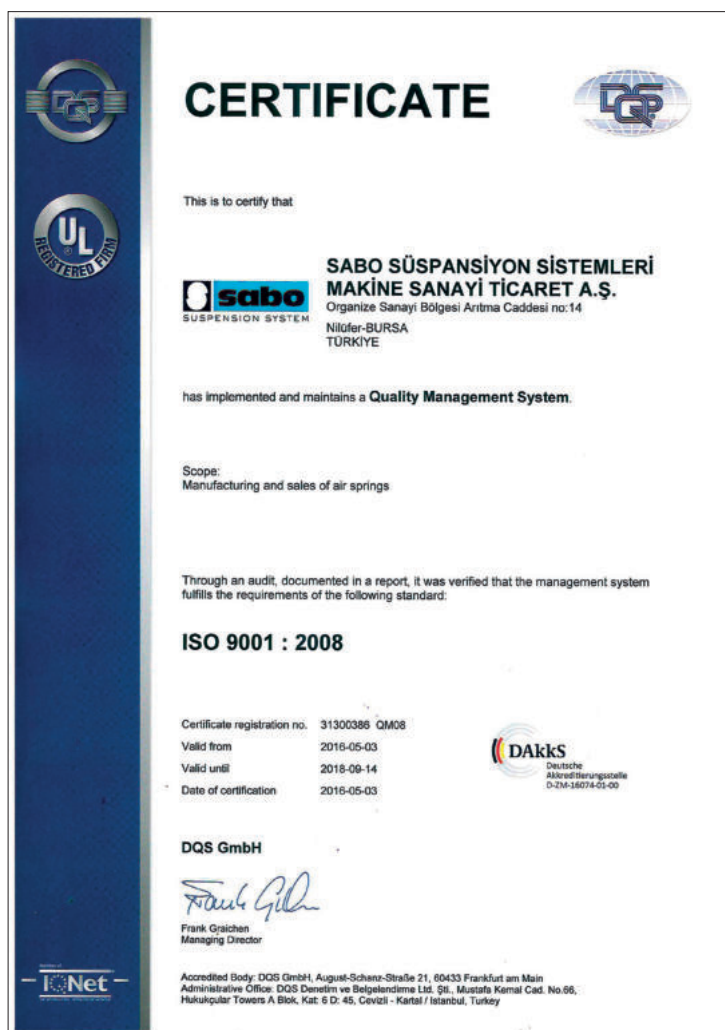 CERTIFICATE
DQS
DQS
UL
REGISTERED FIRM
This is to certify that
sabo
SUSPENSION SYSTEM
SABO SÜSPANSİYON SİSTEMLERİ
MAKİNE SANAYİ TİCARET A.Ş.
Organize Sanayi Bölgesi Arıtma Caddesi no:14
Nilüfer-BURSA
TÜRKİYE
has implemented and maintains a Quality Management System.
Scope:
Manufacturing and sales of air springs
Through an audit, documented in a report, it was verified that the management system
fulfills the requirements of the following standard:
ISO 9001 : 2008
Certificate registration no. 31300386 QM08
Valid from 2016-05-03
Valid until 2018-09-14
Date of certification 2016-05-03
DAkkS
Deutsche
Akkreditierungsstelle
D-ZM-16074-01-00
DQS GmbH
Frank Graichen
Managing Director
IQNet
Accredited Body: DQS GmbH, August-Schanz-Straße 21, 60433 Frankfurt am Main
Administrative Office: DQS Denetim ve Belgelendirme Ltd. Şti., Mustafa Kemal Cad. No.66,
Hukukçular Towers A Blok, Kat: 6 D: 45, Cevizli - Kartal / Istanbul, Turkey